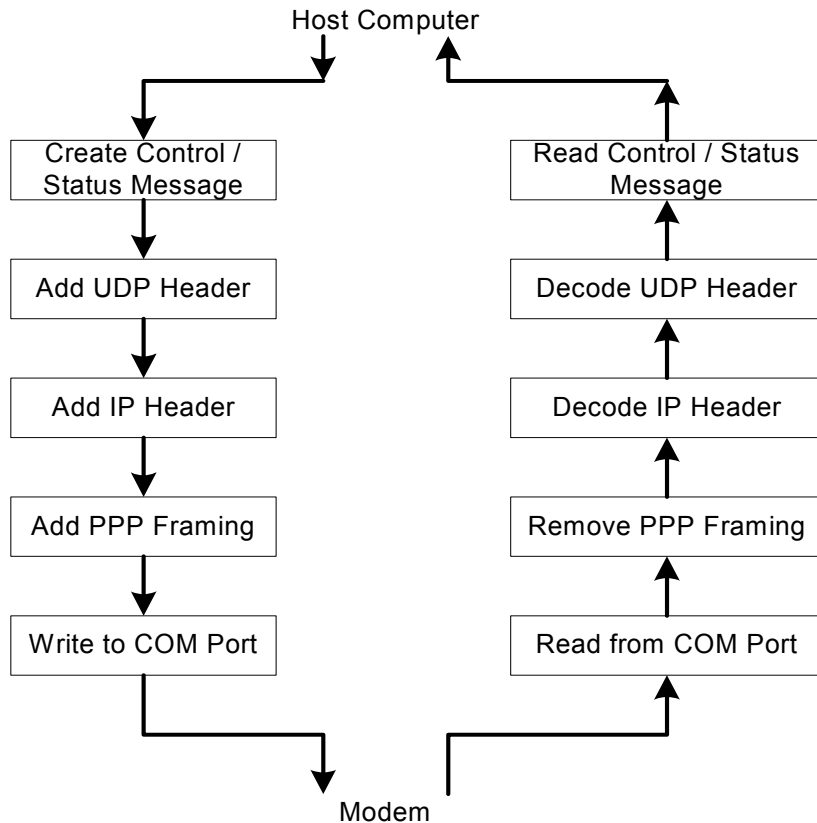 Host Computer
Create Control /
Status Message
Add UDP Header
Add IP Header
Add PPP Framing
Write to COM Port
Read Control / Status
Message
Decode UDP Header
Decode IP Header
Remove PPP Framing
Read from COM Port
Modem